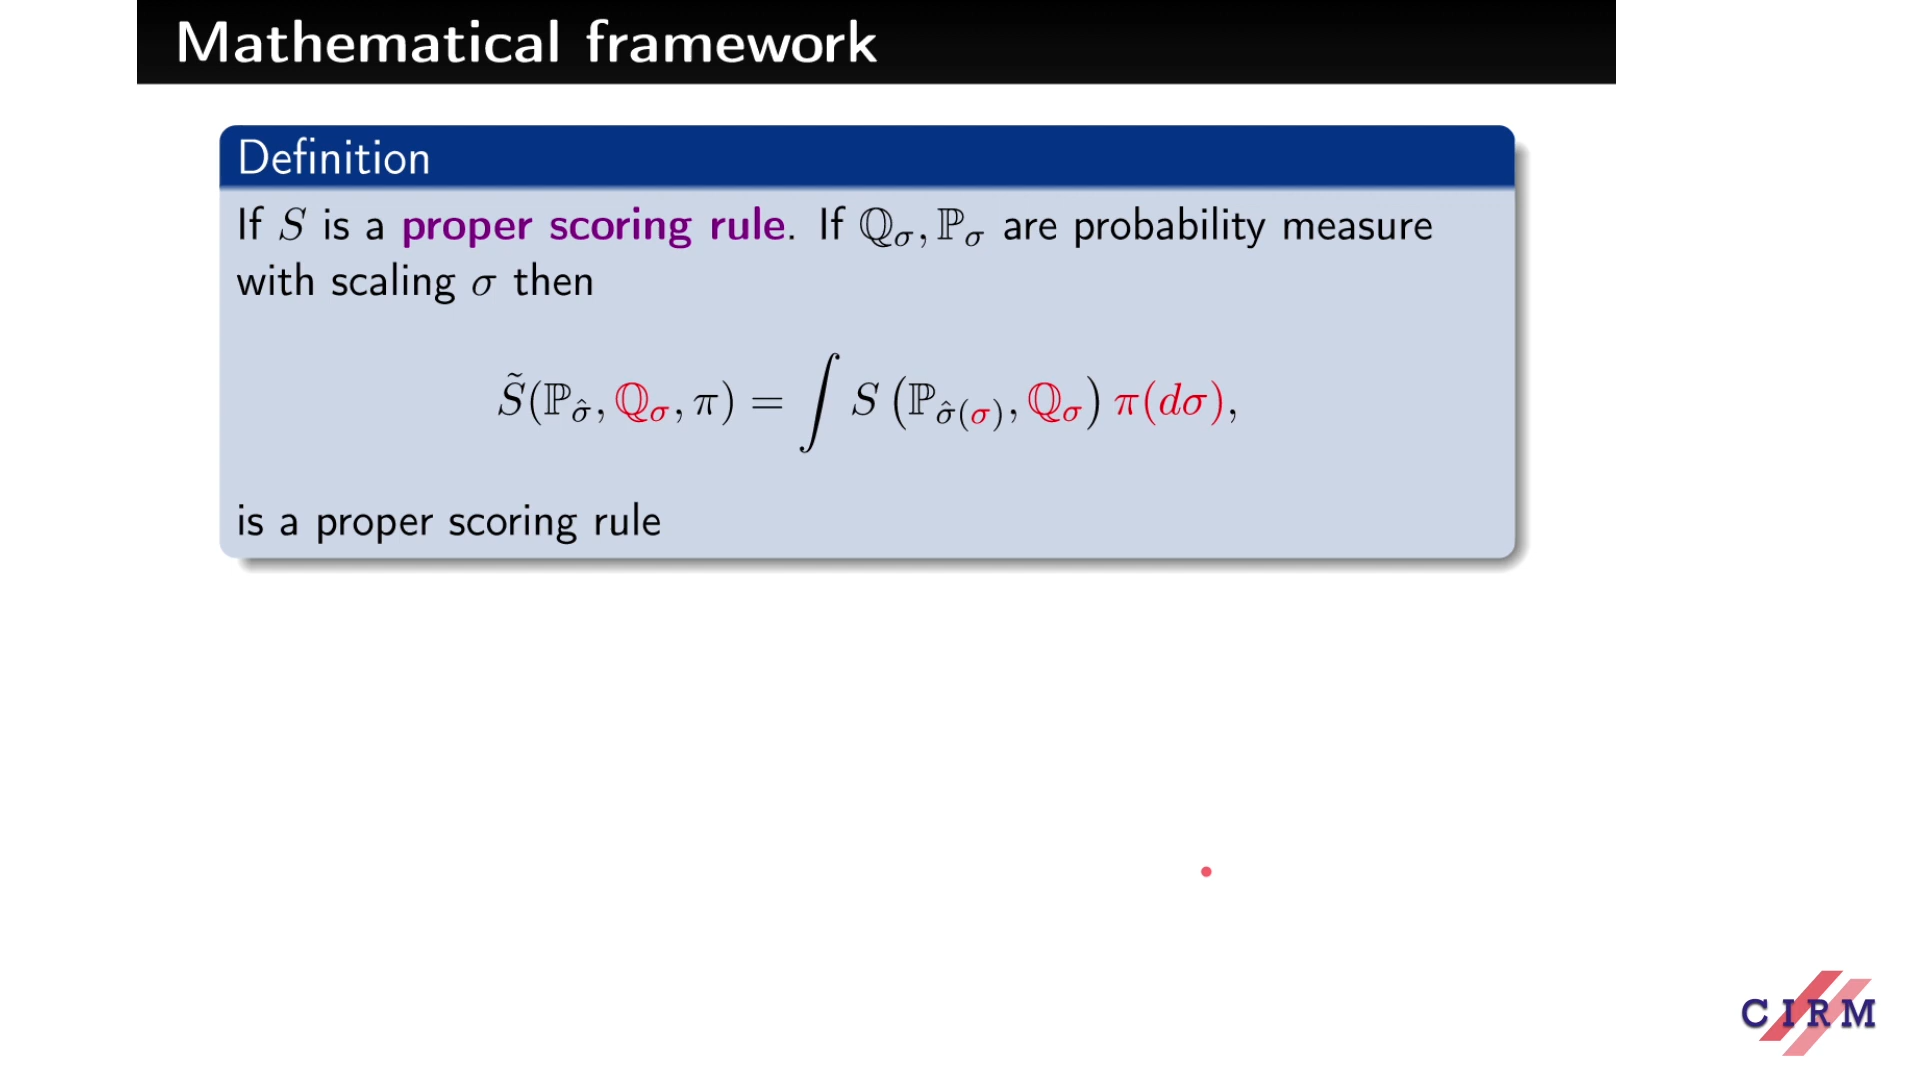 Mathematical framework
Definition
If S is a proper scoring rule. If ℚ_σ, ℙ_σ are probability measure
with scaling σ then
S̃(ℙ_σ̂, ℚ_σ, π) = ∫ S (ℙ_σ̂(σ), ℚ_σ) π(dσ),
is a proper scoring rule
CIRM